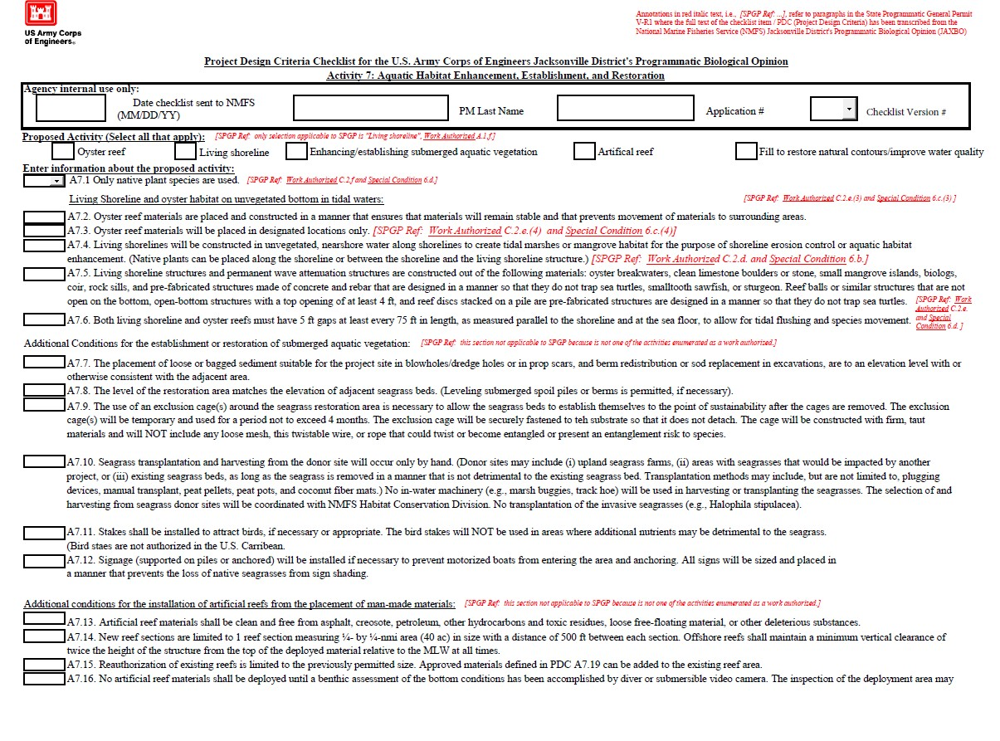 US Army Corps
of Engineers®
Annotations in red italic text, i.e., [SPGP Ref: ...], refer to paragraphs in the State Programmatic General Permit
V-R1 where the full text of the checklist item / PDC (Project Design Criteria) has been transcribed from the
National Marine Fisheries Service (NMFS) Jacksonville District's Programmatic Biological Opinion (JAXBO)
Project Design Criteria Checklist for the U.S. Army Corps of Engineers Jacksonville District's Programmatic Biological Opinion
Activity 7: Aquatic Habitat Enhancement, Establishment, and Restoration
Agency internal use only:
Date checklist sent to NMFS
(MM/DD/YY)
PM Last Name
Application #
Checklist Version #
Proposed Activity (Select all that apply): [SPGP Ref: only selection applicable to SPGP is "Living shoreline", Work Authorized A.1.f.]
Oyster reef Living shoreline Enhancing/establishing submerged aquatic vegetation Artifical reef Fill to restore natural contours/improve water quality
Enter information about the proposed activity:
A7.1 Only native plant species are used. [SPGP Ref: Work Authorized C.2.f and Special Condition 6.d.]
Living Shoreline and oyster habitat on unvegetated bottom in tidal waters: [SPGP Ref: Work Authorized C.2.e.(3) and Special Condition 6.c.(3) ]
A7.2. Oyster reef materials are placed and constructed in a manner that ensures that materials will remain stable and that prevents movement of materials to surrounding areas.
A7.3. Oyster reef materials will be placed in designated locations only. [SPGP Ref: Work Authorized C.2.e.(4) and Special Condition 6.c.(4)]
A7.4. Living shorelines will be constructed in unvegetated, nearshore water along shorelines to create tidal marshes or mangrove habitat for the purpose of shoreline erosion control or aquatic habitat
enhancement. (Native plants can be placed along the shoreline or between the shoreline and the living shoreline structure.) [SPGP Ref: Work Authorized C.2.d. and Special Condition 6.b.]
A7.5. Living shoreline structures and permanent wave attenuation structures are constructed out of the following materials: oyster breakwaters, clean limestone boulders or stone, small mangrove islands, biologs,
coir, rock sills, and pre-fabricated structures made of concrete and rebar that are designed in a manner so that they do not trap sea turtles, smalltooth sawfish, or sturgeon. Reef balls or similar structures that are not
open on the bottom, open-bottom structures with a top opening of at least 4 ft, and reef discs stacked on a pile are pre-fabricated structures are designed in a manner so that they do not trap sea turtles.
[SPGP Ref: Work
Authorized C.2.e.
and Special
Condition 6.d. ]
A7.6. Both living shoreline and oyster reefs must have 5 ft gaps at least every 75 ft in length, as measured parallel to the shoreline and at the sea floor, to allow for tidal flushing and species movement.
Additional Conditions for the establishment or restoration of submerged aquatic vegetation: [SPGP Ref: this section not applicable to SPGP because is not one of the activities enumerated as a work authorized.]
A7.7. The placement of loose or bagged sediment suitable for the project site in blowholes/dredge holes or in prop scars, and berm redistribution or sod replacement in excavations, are to an elevation level with or
otherwise consistent with the adjacent area.
A7.8. The level of the restoration area matches the elevation of adjacent seagrass beds. (Leveling submerged spoil piles or berms is permitted, if necessary).
A7.9. The use of an exclusion cage(s) around the seagrass restoration area is necessary to allow the seagrass beds to establish themselves to the point of sustainability after the cages are removed. The exclusion
cage(s) will be temporary and used for a period not to exceed 4 months. The exclusion cage will be securely fastened to teh substrate so that it does not detach. The cage will be constructed with firm, taut
materials and will NOT include any loose mesh, this twistable wire, or rope that could twist or become entangled or present an entanglement risk to species.
A7.10. Seagrass transplantation and harvesting from the donor site will occur only by hand. (Donor sites may include (i) upland seagrass farms, (ii) areas with seagrasses that would be impacted by another
project, or (iii) existing seagrass beds, as long as the seagrass is removed in a manner that is not detrimental to the existing seagrass bed. Transplantation methods may include, but are not limited to, plugging
devices, manual transplant, peat pellets, peat pots, and coconut fiber mats.) No in-water machinery (e.g., marsh buggies, track hoe) will be used in harvesting or transplanting the seagrasses. The selection of and
harvesting from seagrass donor sites will be coordinated with NMFS Habitat Conservation Division. No transplantation of the invasive seagrasses (e.g., Halophila stipulacea).
A7.11. Stakes shall be installed to attract birds, if necessary or appropriate. The bird stakes will NOT be used in areas where additional nutrients may be detrimental to the seagrass.
(Bird staes are not authorized in the U.S. Carribean.
A7.12. Signage (supported on piles or anchored) will be installed if necessary to prevent motorized boats from entering the area and anchoring. All signs will be sized and placed in
a manner that prevents the loss of native seagrasses from sign shading.
Additional conditions for the installation of artificial reefs from the placement of man-made materials: [SPGP Ref: this section not applicable to SPGP because is not one of the activities enumerated as a work authorized.]
A7.13. Artificial reef materials shall be clean and free from asphalt, creosote, petroleum, other hydrocarbons and toxic residues, loose free-floating material, or other deleterious substances.
A7.14. New reef sections are limited to 1 reef section measuring ¼- by ¼-nmi area (40 ac) in size with a distance of 500 ft between each section. Offshore reefs shall maintain a minimum vertical clearance of
twice the height of the structure from the top of the deployed material relative to the MLW at all times.
A7.15. Reauthorization of existing reefs is limited to the previously permitted size. Approved materials defined in PDC A7.19 can be added to the existing reef area.
A7.16. No artificial reef materials shall be deployed until a benthic assessment of the bottom conditions has been accomplished by diver or submersible video camera. The inspection of the deployment area may